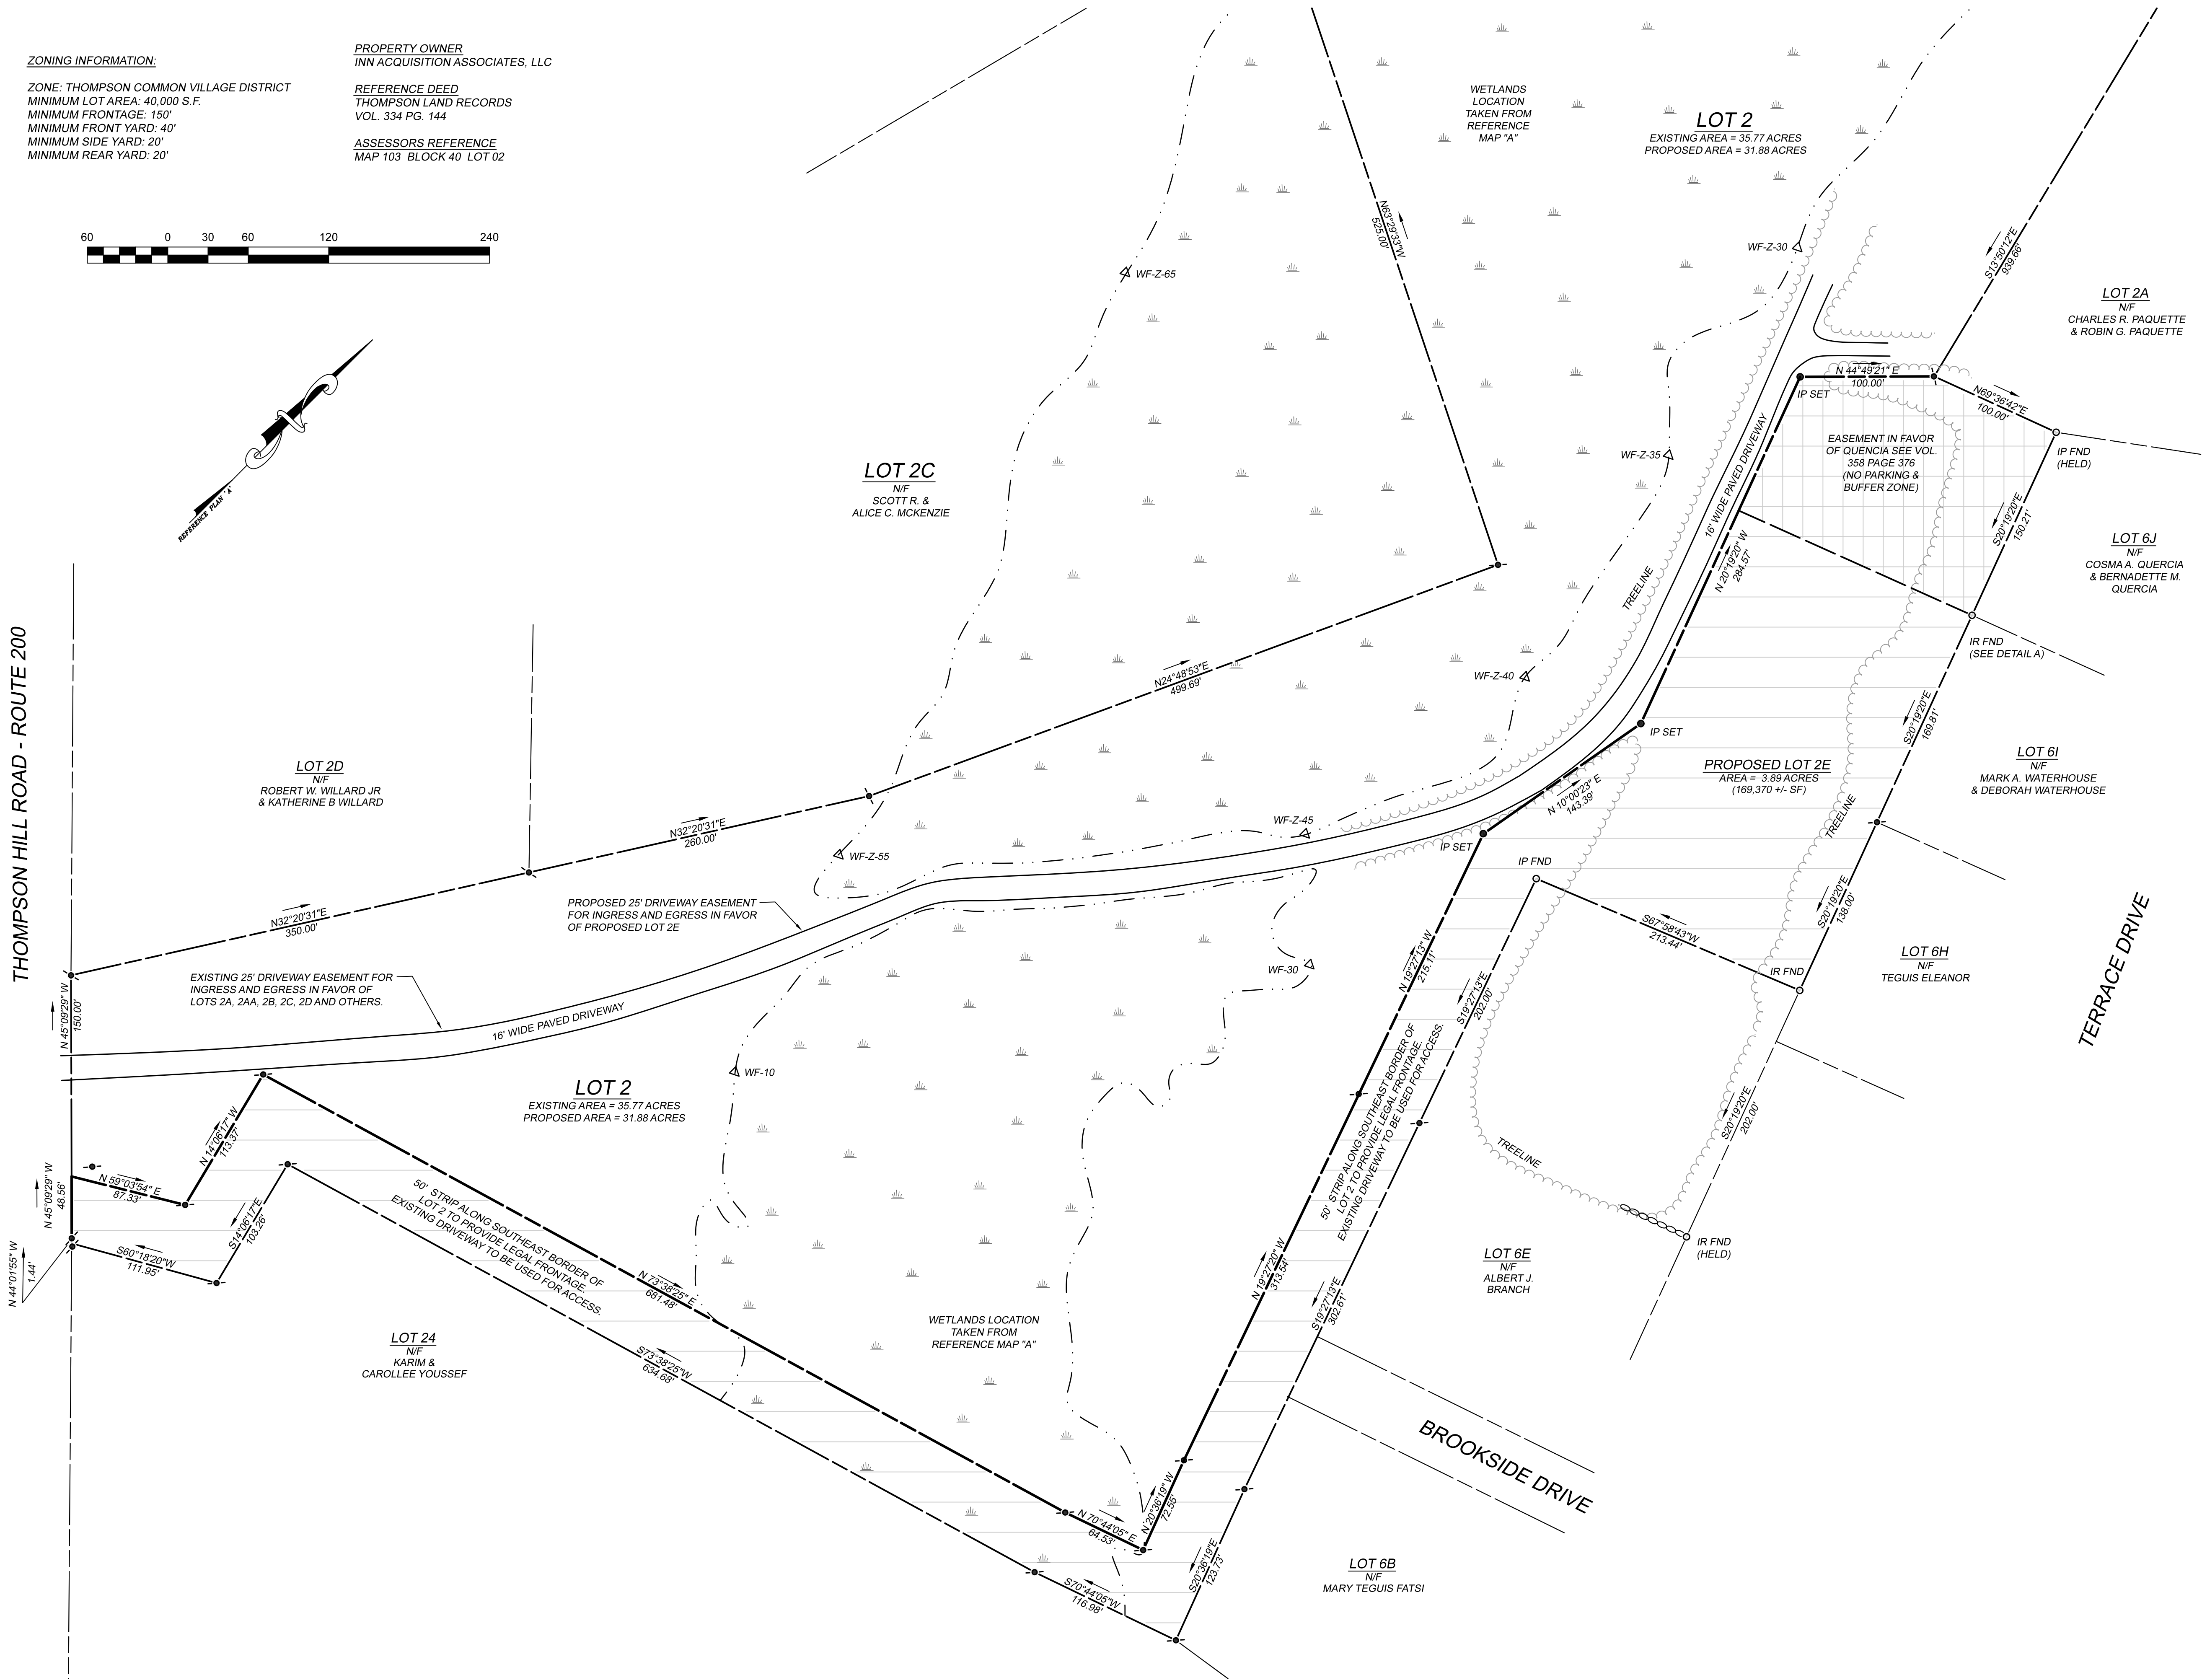 ZONING INFORMATION:
ZONE: THOMPSON COMMON VILLAGE DISTRICT
MINIMUM LOT AREA: 40,000 S.F.
MINIMUM FRONTAGE: 150'
MINIMUM FRONT YARD: 40'
MINIMUM SIDE YARD: 20'
MINIMUM REAR YARD: 20'
PROPERTY OWNER
INN ACQUISITION ASSOCIATES, LLC
REFERENCE DEED
THOMPSON LAND RECORDS
VOL. 334 PG. 144
ASSESSORS REFERENCE
MAP 103 BLOCK 40 LOT 02
60 0 30 60 120 240
REFERENCE PLAN "A"
WETLANDS
LOCATION
TAKEN FROM
REFERENCE
MAP "A"
LOT 2
EXISTING AREA = 35.77 ACRES
PROPOSED AREA = 31.88 ACRES
N63°29'33"W
525.00'
WF-Z-65
WF-Z-30
S13°50'12"E
939.66'
LOT 2A
N/F
CHARLES R. PAQUETTE
& ROBIN G. PAQUETTE
N 44°49'21" E
100.00'
IP SET
N69°36'42"E
100.00'
IP FND
(HELD)
EASEMENT IN FAVOR
OF QUENCIA SEE VOL.
358 PAGE 376
(NO PARKING &
BUFFER ZONE)
16' WIDE PAVED DRIVEWAY
WF-Z-35
LOT 2C
N/F
SCOTT R. &
ALICE C. MCKENZIE
S20°19'20"E
150.21'
LOT 6J
N/F
COSMA A. QUERCIA
& BERNADETTE M.
QUERCIA
N 20°19'20" W
284.57'
TREELINE
IR FND
(SEE DETAIL A)
THOMPSON HILL ROAD - ROUTE 200
N24°48'53"E
499.69'
WF-Z-40
IP SET
S20°19'20"E
169.81'
LOT 2D
N/F
ROBERT W. WILLARD JR
& KATHERINE B WILLARD
PROPOSED LOT 2E
AREA = 3.89 ACRES
(169,370 +/- SF)
LOT 6I
N/F
MARK A. WATERHOUSE
& DEBORAH WATERHOUSE
N 10°00'23" E
143.39'
TREELINE
N32°20'31"E
260.00'
WF-Z-45
WF-Z-55
IP SET
IP FND
N32°20'31"E
350.00'
PROPOSED 25' DRIVEWAY EASEMENT
FOR INGRESS AND EGRESS IN FAVOR
OF PROPOSED LOT 2E
S67°58'43"W
213.44'
S20°19'20"E
138.00'
LOT 6H
N/F
TEGUIS ELEANOR
TERRACE DRIVE
IR FND
WF-30
EXISTING 25' DRIVEWAY EASEMENT FOR
INGRESS AND EGRESS IN FAVOR OF
LOTS 2A, 2AA, 2B, 2C, 2D AND OTHERS.
N 19°27'13" W
215.11'
S19°27'13"E
202.00'
N 45°09'29" W
150.00'
16' WIDE PAVED DRIVEWAY
WF-10
LOT 2
EXISTING AREA = 35.77 ACRES
PROPOSED AREA = 31.88 ACRES
50' STRIP ALONG SOUTHEAST BORDER OF
LOT 2 TO PROVIDE LEGAL FRONTAGE.
EXISTING DRIVEWAY TO BE USED FOR ACCESS.
S20°19'20"E
202.00'
TREELINE
N 14°06'17" W
113.37'
N 59°03'54" E
87.33'
N 45°09'29" W
48.56'
S14°06'17"E
103.26'
S60°18'20"W
111.95'
N 44°01'55" W
1.44'
50' STRIP ALONG SOUTHEAST BORDER OF
LOT 2 TO PROVIDE LEGAL FRONTAGE.
EXISTING DRIVEWAY TO BE USED FOR ACCESS.
N 73°38'25" E
681.48'
N 19°27'20" W
313.54'
S19°27'13"E
302.61'
IR FND
(HELD)
LOT 6E
N/F
ALBERT J.
BRANCH
LOT 24
N/F
KARIM &
CAROLLEE YOUSSEF
WETLANDS LOCATION
TAKEN FROM
REFERENCE MAP "A"
S73°38'25"W
634.68'
BROOKSIDE DRIVE
N 70°44'05" E
64.53'
N 20°36'19" W
72.55'
S20°36'19"E
123.73'
S70°44'05"W
116.98'
LOT 6B
N/F
MARY TEGUIS FATSI